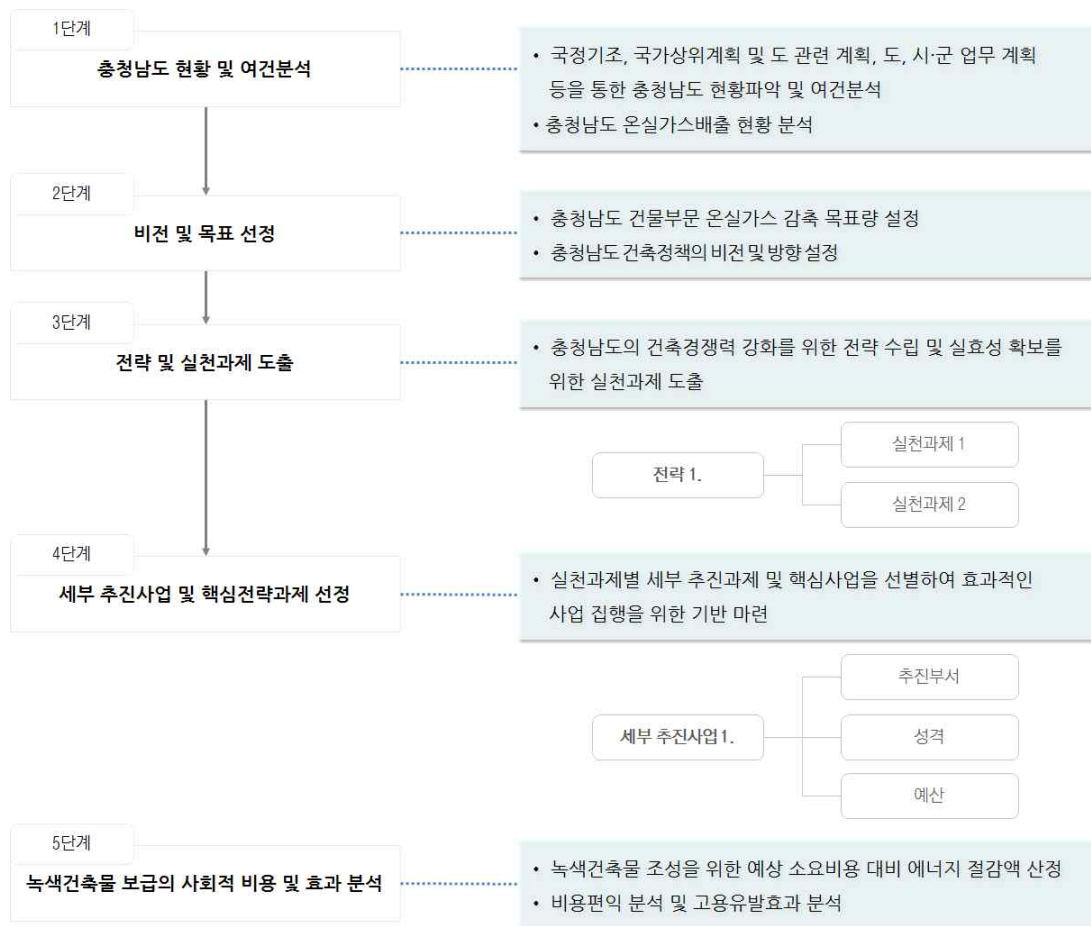 1단계
충청남도 현황 및 여건분석
• 국정기조, 국가상위계획 및 도 관련 계획, 도, 시·군 업무 계획
등을 통한 충청남도 현황파악 및 여건분석
• 충청남도 온실가스배출 현황 분석
2단계
비전 및 목표 선정
• 충청남도 건물부문 온실가스 감축 목표량 설정
• 충청남도 건축정책의 비전 및 방향 설정
3단계
전략 및 실천과제 도출
• 충청남도의 건축경쟁력 강화를 위한 전략 수립 및 실효성 확보를
위한 실천과제 도출
전략 1.
실천과제 1
실천과제 2
4단계
세부 추진사업 및 핵심전략과제 선정
• 실천과제별 세부 추진과제 및 핵심사업을 선별하여 효과적인
사업 집행을 위한 기반 마련
세부 추진사업 1.
추진부서
성격
예산
5단계
녹색건축물 보급의 사회적 비용 및 효과 분석
• 녹색건축물 조성을 위한 예상 소요비용 대비 에너지 절감액 산정
• 비용편익 분석 및 고용유발효과 분석